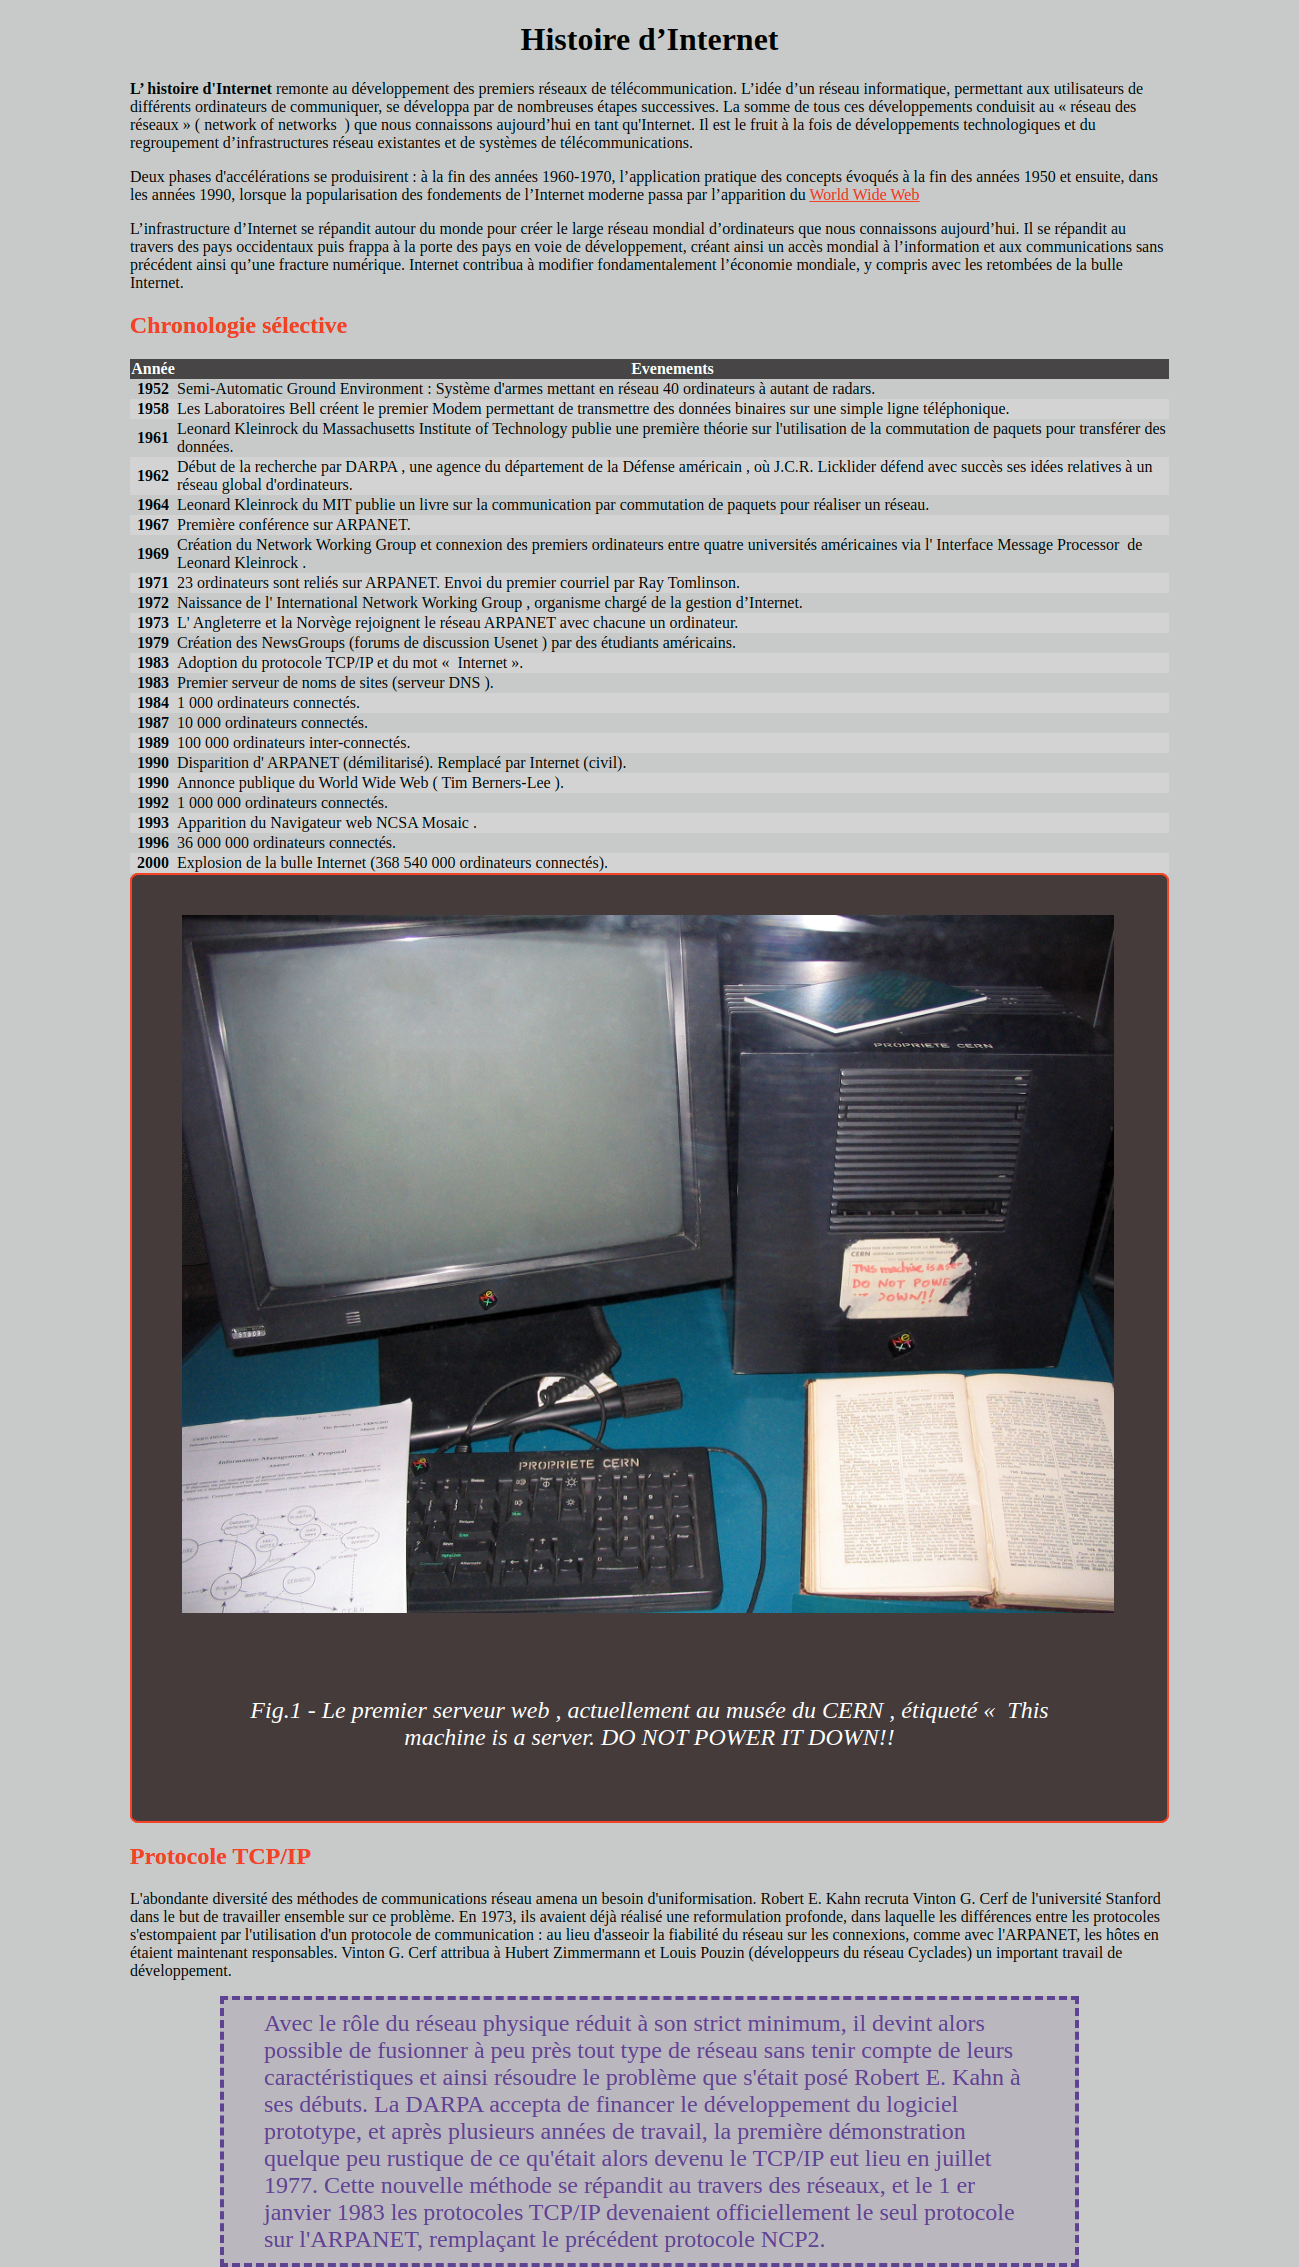 Histoire d’Internet
L’ histoire d'Internet remonte au développement des premiers réseaux de télécommunication. L’idée d’un réseau informatique, permettant aux utilisateurs de
différents ordinateurs de communiquer, se développa par de nombreuses étapes successives. La somme de tous ces développements conduisit au « réseau des
réseaux » ( network of networks  ) que nous connaissons aujourd’hui en tant qu'Internet. Il est le fruit à la fois de développements technologiques et du
regroupement d’infrastructures réseau existantes et de systèmes de télécommunications.
Deux phases d'accélérations se produisirent : à la fin des années 1960-1970, l’application pratique des concepts évoqués à la fin des années 1950 et ensuite, dans
les années 1990, lorsque la popularisation des fondements de l’Internet moderne passa par l’apparition du World Wide Web
L’infrastructure d’Internet se répandit autour du monde pour créer le large réseau mondial d’ordinateurs que nous connaissons aujourd’hui. Il se répandit au
travers des pays occidentaux puis frappa à la porte des pays en voie de développement, créant ainsi un accès mondial à l’information et aux communications sans
précédent ainsi qu’une fracture numérique. Internet contribua à modifier fondamentalement l’économie mondiale, y compris avec les retombées de la bulle
Internet.
Chronologie sélective
Année Evenements
1952 Semi-Automatic Ground Environment : Système d'armes mettant en réseau 40 ordinateurs à autant de radars.
1958 Les Laboratoires Bell créent le premier Modem permettant de transmettre des données binaires sur une simple ligne téléphonique.
1961 Leonard Kleinrock du Massachusetts Institute of Technology publie une première théorie sur l'utilisation de la commutation de paquets pour transférer des
données.
1962 Début de la recherche par DARPA , une agence du département de la Défense américain , où J.C.R. Licklider défend avec succès ses idées relatives à un
réseau global d'ordinateurs.
1964 Leonard Kleinrock du MIT publie un livre sur la communication par commutation de paquets pour réaliser un réseau.
1967 Première conférence sur ARPANET.
1969 Création du Network Working Group et connexion des premiers ordinateurs entre quatre universités américaines via l' Interface Message Processor  de
Leonard Kleinrock .
1971 23 ordinateurs sont reliés sur ARPANET. Envoi du premier courriel par Ray Tomlinson.
1972 Naissance de l' International Network Working Group , organisme chargé de la gestion d’Internet.
1973 L' Angleterre et la Norvège rejoignent le réseau ARPANET avec chacune un ordinateur.
1979 Création des NewsGroups (forums de discussion Usenet ) par des étudiants américains.
1983 Adoption du protocole TCP/IP et du mot «  Internet ».
1983 Premier serveur de noms de sites (serveur DNS ).
1984 1 000 ordinateurs connectés.
1987 10 000 ordinateurs connectés.
1989 100 000 ordinateurs inter-connectés.
1990 Disparition d' ARPANET (démilitarisé). Remplacé par Internet (civil).
1990 Annonce publique du World Wide Web ( Tim Berners-Lee ).
1992 1 000 000 ordinateurs connectés.
1993 Apparition du Navigateur web NCSA Mosaic .
1996 36 000 000 ordinateurs connectés.
2000 Explosion de la bulle Internet (368 540 000 ordinateurs connectés).
PROPRIETE CERN
CERN
This machine is a
DO NOT POWE
DOWN!!
Information Management: A Proposal
Abstract
PROPRIETE CERN
Fig.1 - Le premier serveur web , actuellement au musée du CERN , étiqueté «  This
machine is a server. DO NOT POWER IT DOWN!!
Protocole TCP/IP
L'abondante diversité des méthodes de communications réseau amena un besoin d'uniformisation. Robert E. Kahn recruta Vinton G. Cerf de l'université Stanford
dans le but de travailler ensemble sur ce problème. En 1973, ils avaient déjà réalisé une reformulation profonde, dans laquelle les différences entre les protocoles
s'estompaient par l'utilisation d'un protocole de communication : au lieu d'asseoir la fiabilité du réseau sur les connexions, comme avec l'ARPANET, les hôtes en
étaient maintenant responsables. Vinton G. Cerf attribua à Hubert Zimmermann et Louis Pouzin (développeurs du réseau Cyclades) un important travail de
développement.
Avec le rôle du réseau physique réduit à son strict minimum, il devint alors
possible de fusionner à peu près tout type de réseau sans tenir compte de leurs
caractéristiques et ainsi résoudre le problème que s'était posé Robert E. Kahn à
ses débuts. La DARPA accepta de financer le développement du logiciel
prototype, et après plusieurs années de travail, la première démonstration
quelque peu rustique de ce qu'était alors devenu le TCP/IP eut lieu en juillet
1977. Cette nouvelle méthode se répandit au travers des réseaux, et le 1 er
janvier 1983 les protocoles TCP/IP devenaient officiellement le seul protocole
sur l'ARPANET, remplaçant le précédent protocole NCP2.